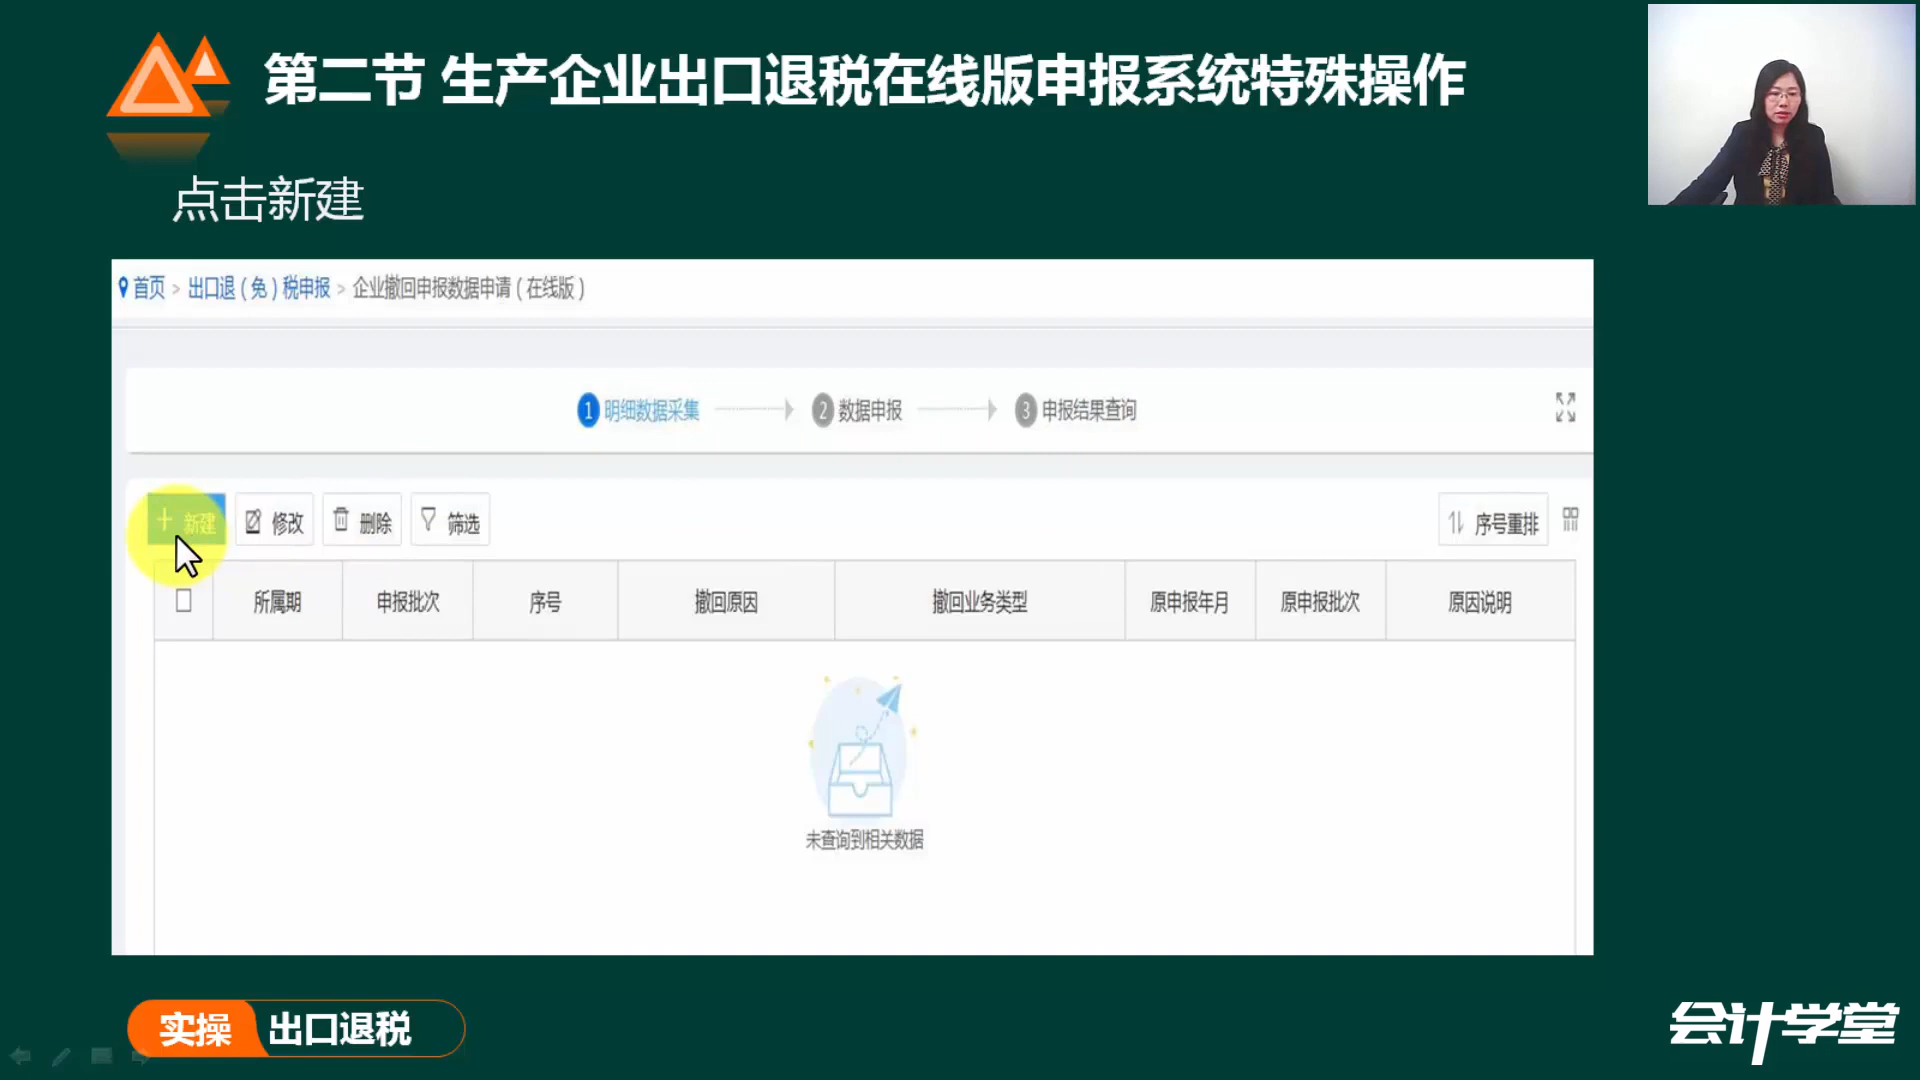 第二节 生产企业出口退税在线版申报系统特殊操作
点击新建
首页 > 出口退(免)税申报 > 企业撤回申报数据申请(在线版)
1 明细数据采集 2 数据申报 3 申报结果查询
新建 修改 删除 筛选 序号重排
所属期 申报批次 序号 撤回原因 撤回业务类型 原申报年月 原申报批次 原因说明
未查询到相关数据
实操 出口退税
会计学堂